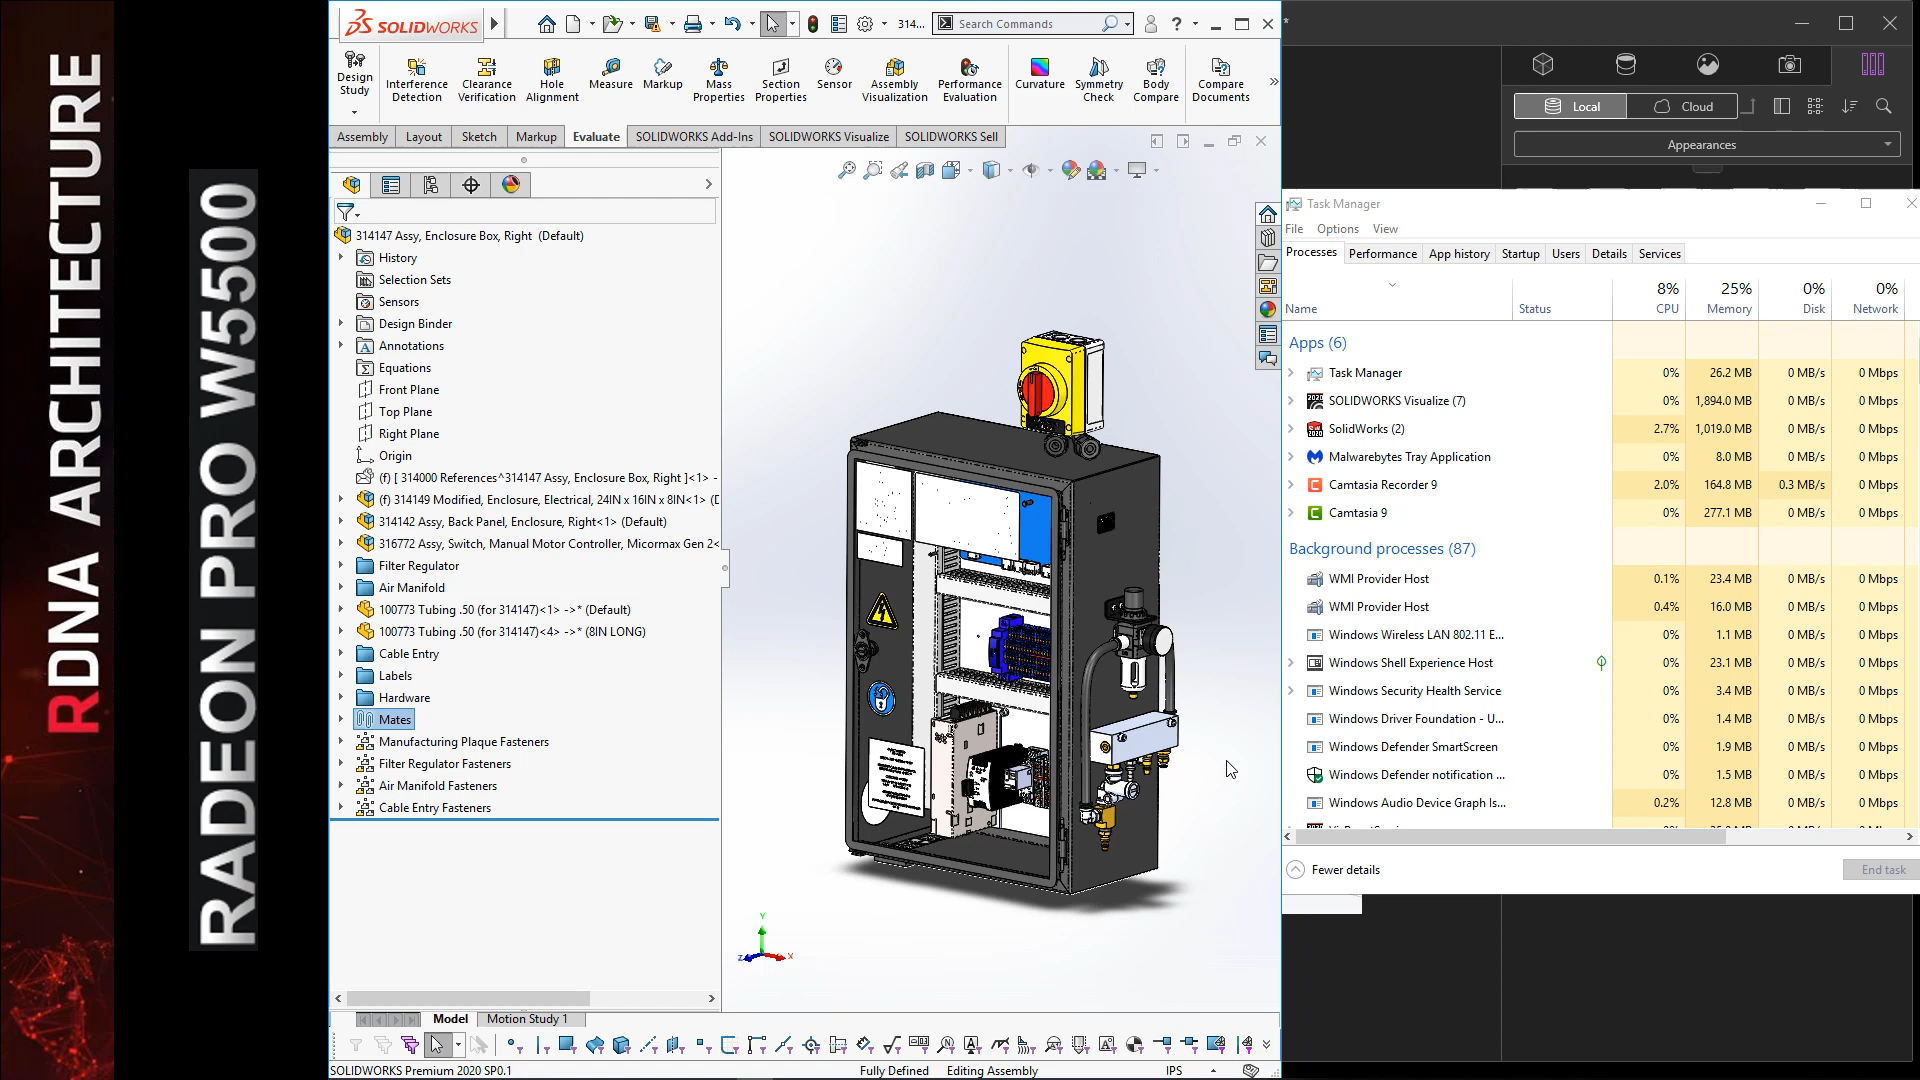 RDNA ARCHITECTURE
RADEON PRO W5500
SOLIDWORKS
314...
Search Commands
Design Study
Interference Detection
Clearance Verification
Hole Alignment
Measure
Markup
Mass Properties
Section Properties
Sensor
Assembly Visualization
Performance Evaluation
Curvature
Symmetry Check
Body Compare
Compare Documents
Assembly
Layout
Sketch
Markup
Evaluate
SOLIDWORKS Add-Ins
SOLIDWORKS Visualize
SOLIDWORKS Sell
314147 Assy, Enclosure Box, Right (Default)
History
Selection Sets
Sensors
Design Binder
Annotations
Equations
Front Plane
Top Plane
Right Plane
Origin
(f) [ 314000 References^314147 Assy, Enclosure Box, Right ]<1> -
(f) 314149 Modified, Enclosure, Electrical, 24IN x 16IN x 8IN<1> (D
314142 Assy, Back Panel, Enclosure, Right<1> (Default)
316772 Assy, Switch, Manual Motor Controller, Micormax Gen 2<
Filter Regulator
Air Manifold
100773 Tubing .50 (for 314147)<1> ->* (Default)
100773 Tubing .50 (for 314147)<4> ->* (8IN LONG)
Cable Entry
Labels
Hardware
Mates
Manufacturing Plaque Fasteners
Filter Regulator Fasteners
Air Manifold Fasteners
Cable Entry Fasteners
Y
Z
X
Model
Motion Study 1
SOLIDWORKS Premium 2020 SP0.1
Fully Defined
Editing Assembly
IPS
*
Local
Cloud
Appearances
Task Manager
File Options View
Processes Performance App history Startup Users Details Services
8% 25% 0% 0%
Name Status CPU Memory Disk Network
Apps (6)
Task Manager 0% 26.2 MB 0 MB/s 0 Mbps
SOLIDWORKS Visualize (7) 0% 1,894.0 MB 0 MB/s 0 Mbps
SolidWorks (2) 2.7% 1,019.0 MB 0 MB/s 0 Mbps
Malwarebytes Tray Application 0% 8.0 MB 0 MB/s 0 Mbps
Camtasia Recorder 9 2.0% 164.8 MB 0.3 MB/s 0 Mbps
Camtasia 9 0% 277.1 MB 0 MB/s 0 Mbps
Background processes (87)
WMI Provider Host 0.1% 23.4 MB 0 MB/s 0 Mbps
WMI Provider Host 0.4% 16.0 MB 0 MB/s 0 Mbps
Windows Wireless LAN 802.11 E... 0% 1.1 MB 0 MB/s 0 Mbps
Windows Shell Experience Host 0% 23.1 MB 0 MB/s 0 Mbps
Windows Security Health Service 0% 3.4 MB 0 MB/s 0 Mbps
Windows Driver Foundation - U... 0% 1.4 MB 0 MB/s 0 Mbps
Windows Defender SmartScreen 0% 1.9 MB 0 MB/s 0 Mbps
Windows Defender notification ... 0% 1.5 MB 0 MB/s 0 Mbps
Windows Audio Device Graph Is... 0.2% 12.8 MB 0 MB/s 0 Mbps
Fewer details
End task